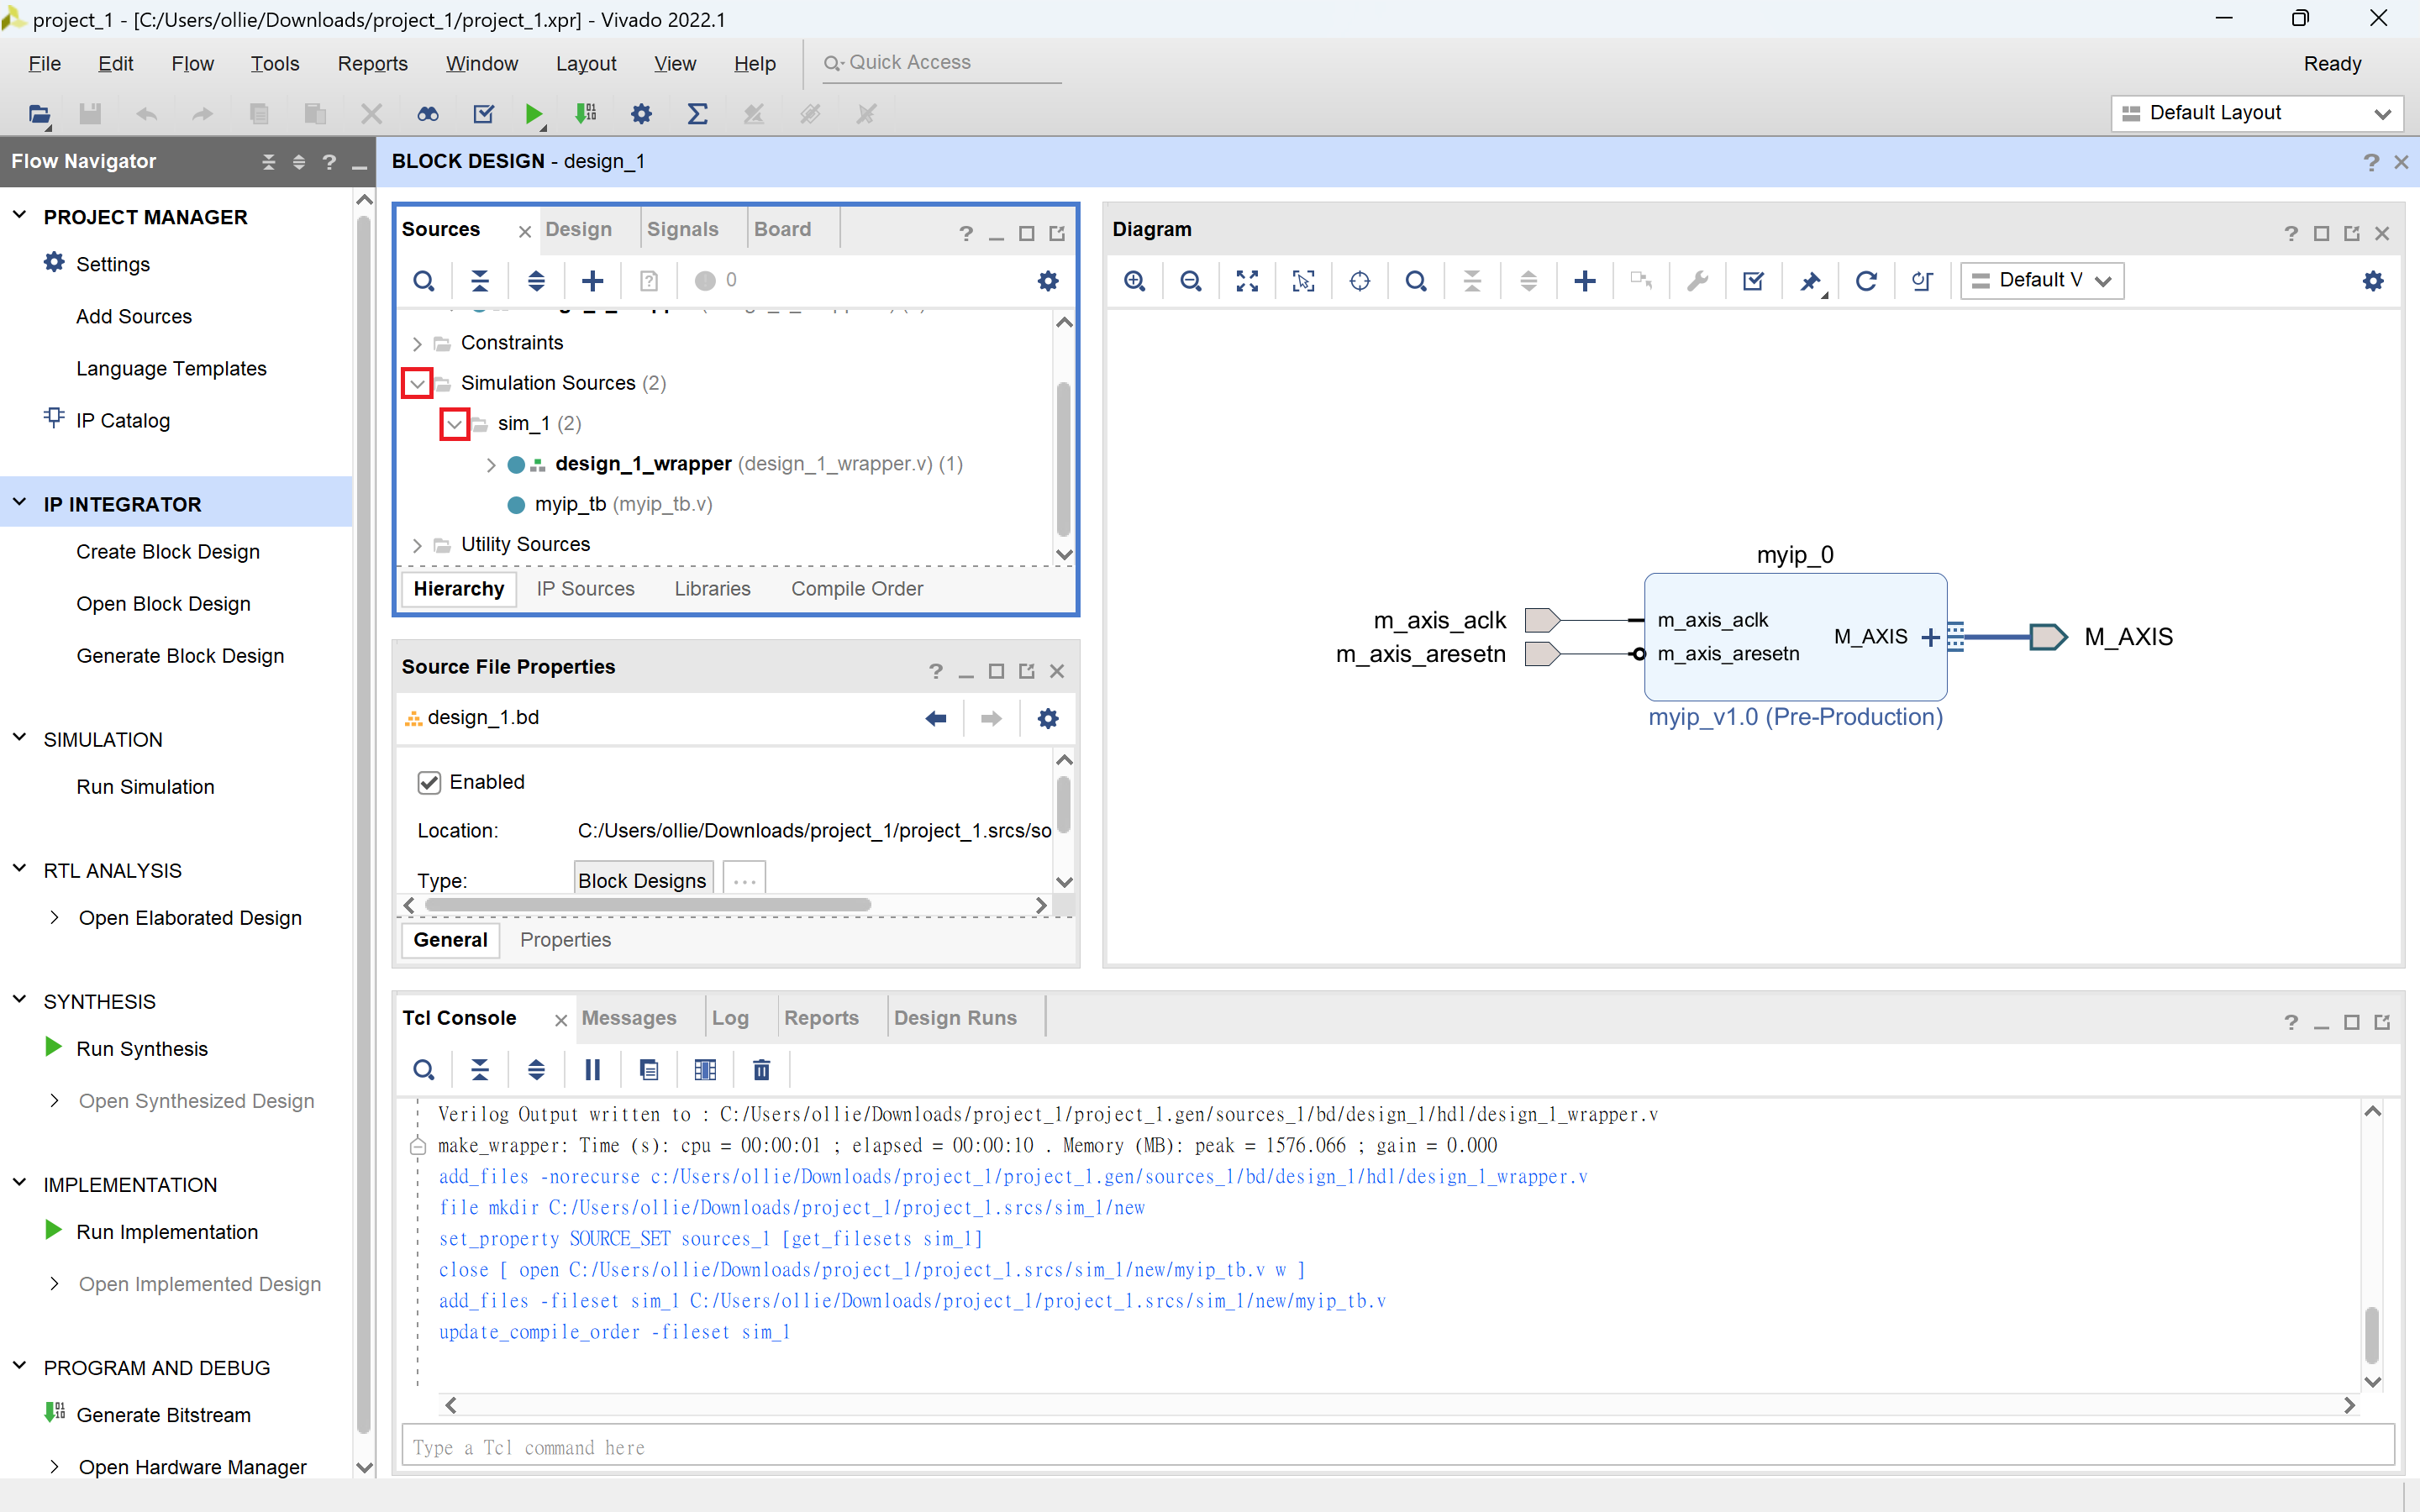 project_1 - [C:/Users/ollie/Downloads/project_1/project_1.xpr] - Vivado 2022.1
File Edit Flow Tools Reports Window Layout View Help Quick Access Ready
Default Layout
Flow Navigator
PROJECT MANAGER
Settings
Add Sources
Language Templates
IP Catalog
IP INTEGRATOR
Create Block Design
Open Block Design
Generate Block Design
SIMULATION
Run Simulation
RTL ANALYSIS
Open Elaborated Design
SYNTHESIS
Run Synthesis
Open Synthesized Design
IMPLEMENTATION
Run Implementation
Open Implemented Design
PROGRAM AND DEBUG
Generate Bitstream
Open Hardware Manager
BLOCK DESIGN - design_1
Sources Design Signals Board
0
Constraints
Simulation Sources (2)
sim_1 (2)
design_1_wrapper (design_1_wrapper.v) (1)
myip_tb (myip_tb.v)
Utility Sources
Hierarchy IP Sources Libraries Compile Order
Source File Properties
design_1.bd
Enabled
Location: C:/Users/ollie/Downloads/project_1/project_1.srcs/so
Type: Block Designs ...
General Properties
Diagram
Default V
myip_0
m_axis_aclk
m_axis_aresetn
m_axis_aclk
m_axis_aresetn
M_AXIS
M_AXIS
myip_v1.0 (Pre-Production)
Tcl Console Messages Log Reports Design Runs
Verilog Output written to : C:/Users/ollie/Downloads/project_1/project_1.gen/sources_1/bd/design_1/hdl/design_1_wrapper.v
make_wrapper: Time (s): cpu = 00:00:01 ; elapsed = 00:00:10 . Memory (MB): peak = 1576.066 ; gain = 0.000
add_files -norecurse c:/Users/ollie/Downloads/project_1/project_1.gen/sources_1/bd/design_1/hdl/design_1_wrapper.v
file mkdir C:/Users/ollie/Downloads/project_1/project_1.srcs/sim_1/new
set_property SOURCE_SET sources_1 [get_filesets sim_1]
close [ open C:/Users/ollie/Downloads/project_1/project_1.srcs/sim_1/new/myip_tb.v w ]
add_files -fileset sim_1 C:/Users/ollie/Downloads/project_1/project_1.srcs/sim_1/new/myip_tb.v
update_compile_order -fileset sim_1
Type a Tcl command here